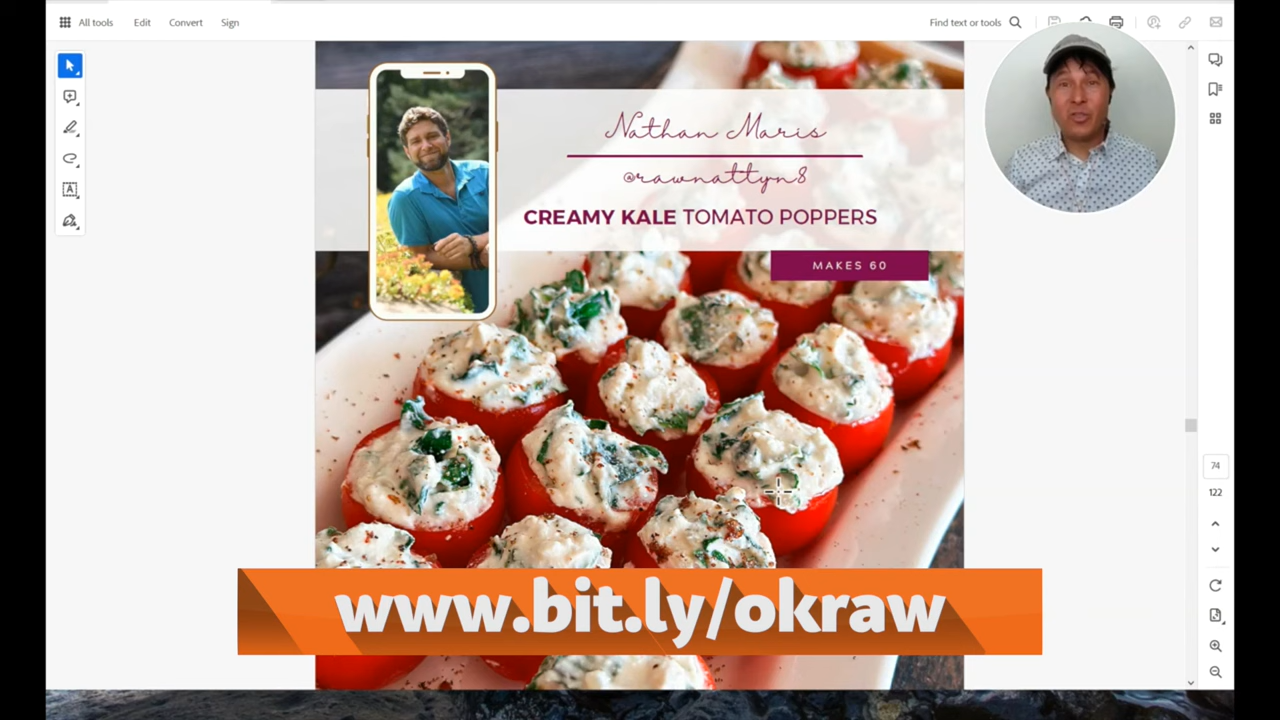 All tools Edit Convert Sign Find text or tools
Nathan Maris
@rawnattyn8
CREAMY KALE TOMATO POPPERS
MAKES 60
74
122
www.bit.ly/okraw